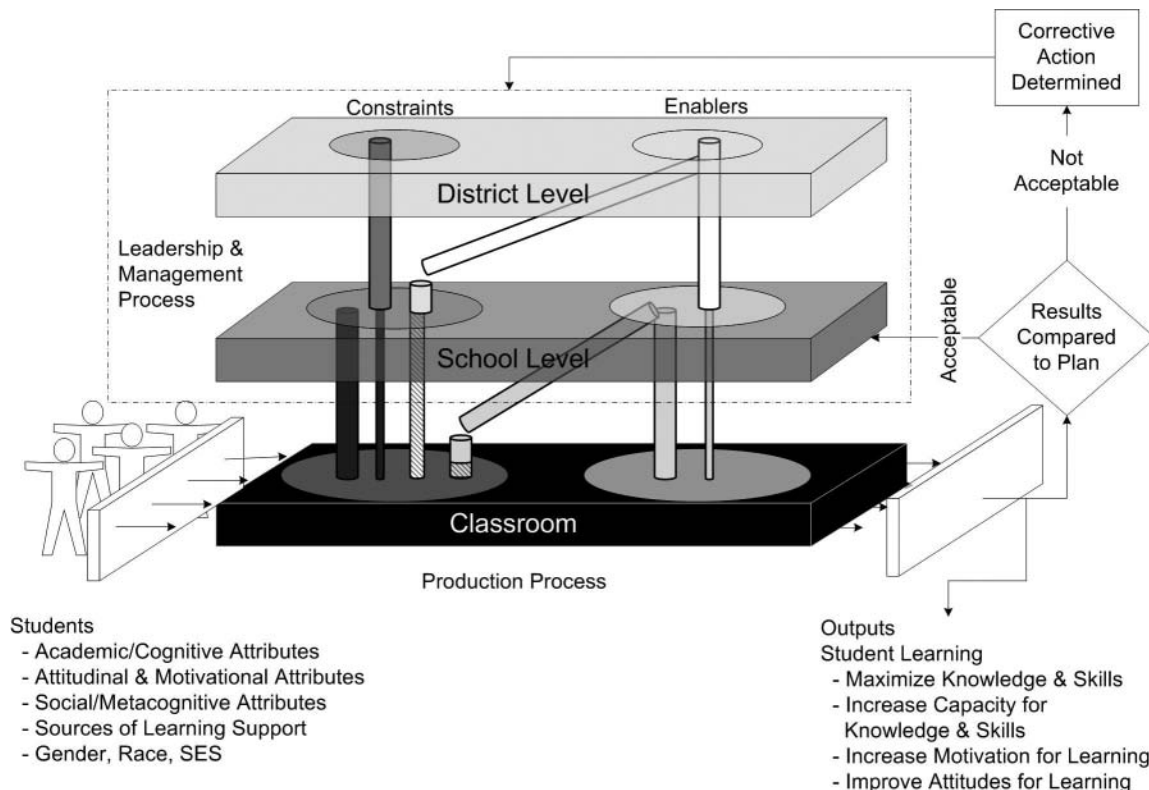 Corrective
Action
Determined
Constraints
Enablers
Not
Acceptable
District Level
Leadership &
Management
Process
Results
Compared
to Plan
Acceptable
School Level
Classroom
Production Process
Students
- Academic/Cognitive Attributes
- Attitudinal & Motivational Attributes
- Social/Metacognitive Attributes
- Sources of Learning Support
- Gender, Race, SES
Outputs
Student Learning
- Maximize Knowledge & Skills
- Increase Capacity for
Knowledge & Skills
- Increase Motivation for Learning
- Improve Attitudes for Learning